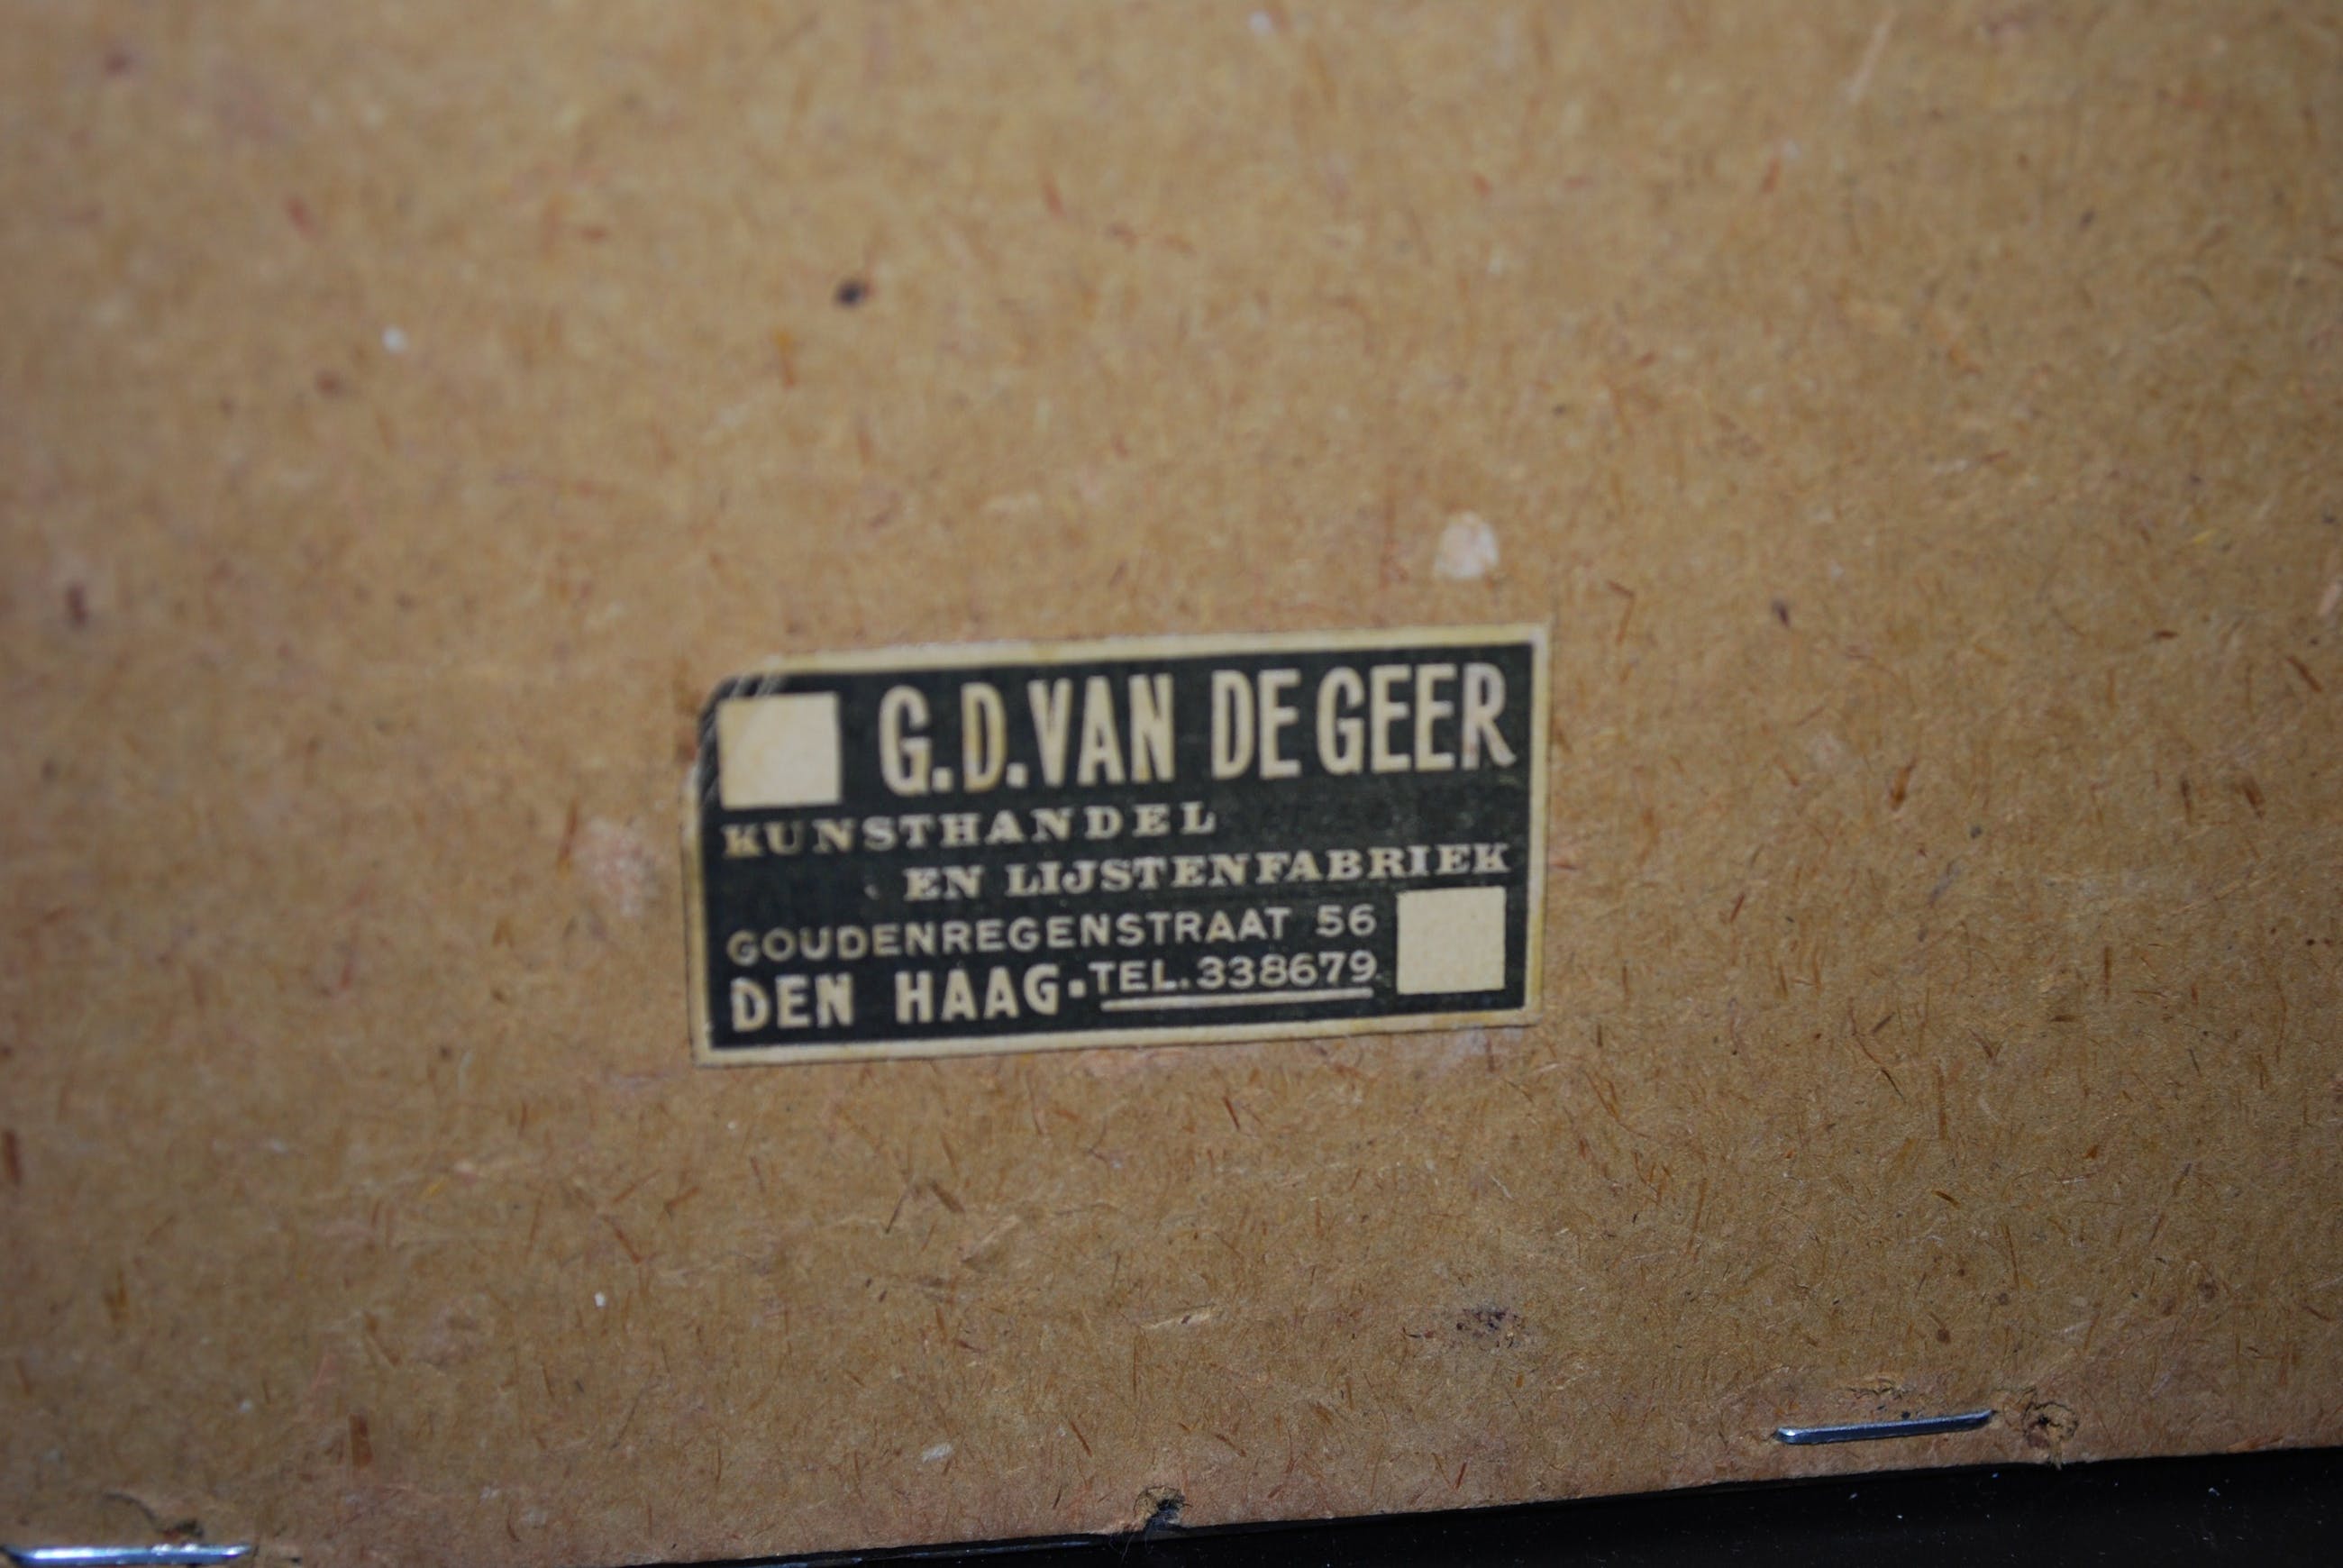 G.D. VAN DE GEER
KUNSTHANDEL
EN LIJSTENFABRIEK
GOUDENREGENSTRAAT 56
DEN HAAG. TEL. 338679